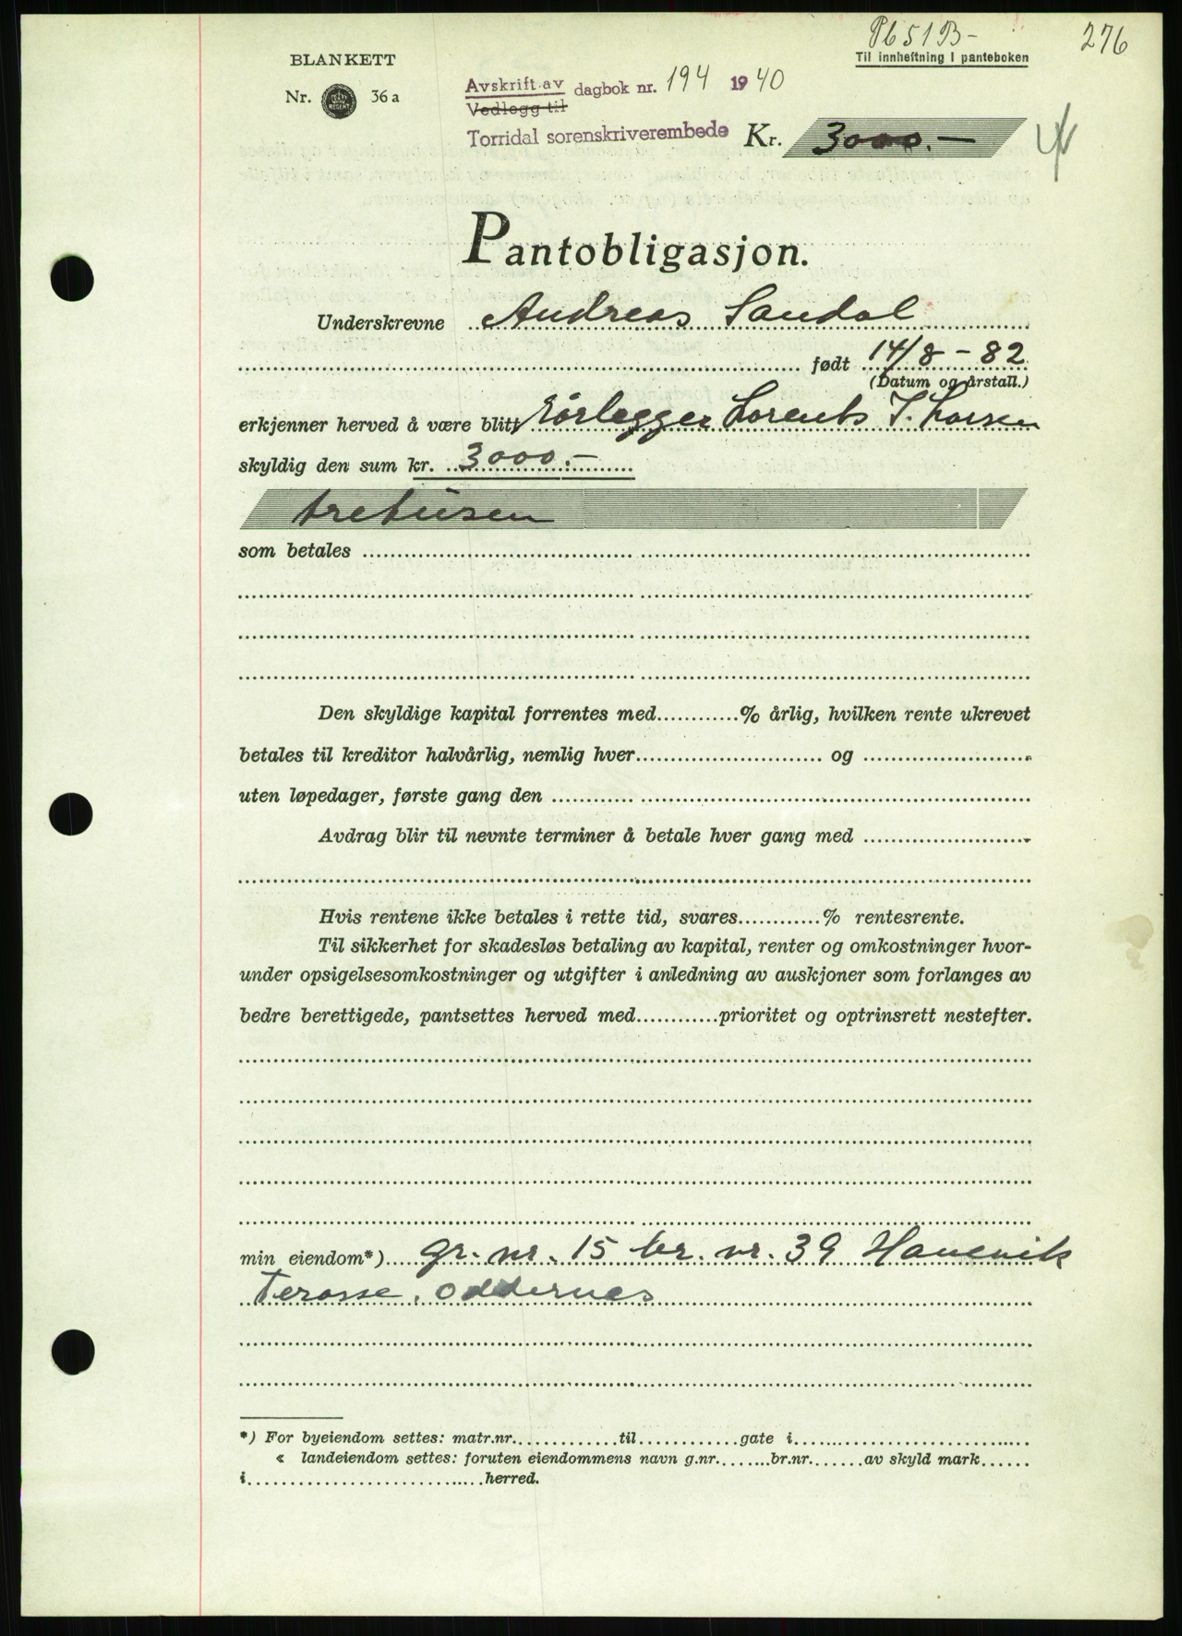 Pb 51 B -
276
Til innheftning i panteboken
BLANKETT
Nr. 36 a
Avskrift av
Vedlegg til
dagbok nr. 194 1940
Torridal sorenskriverembede
Kr. 3000.-
Pantobligasjon.
Underskrevne Andreas Sandal
født 14/8 - 82
(Datum og årstall.)
erkjenner herved å være blitt Rørlegger Lorents I. Larsen
skyldig den sum kr. 3000.-
tretusen
som betales
Den skyldige kapital forrentes med............% årlig, hvilken rente ukrevet
betales til kreditor halvårlig, nemlig hver............ og ............
uten løpedager, første gang den ............
Avdrag blir til nevnte terminer å betale hver gang med ............
Hvis rentene ikke betales i rette tid, svares............% rentesrente.
Til sikkerhet for skadesløs betaling av kapital, renter og omkostninger hvor-
under opsigelsesomkostninger og utgifter i anledning av auskjoner som forlanges av
bedre berettigede, pantsettes herved med............prioritet og optrinsrett nestefter.
min eiendom*) gr. nr. 15 br. nr. 39 Hanevik
Terasse, Oddernes
*) For byeiendom settes: matr.nr.............til.............gate i.............
« landeiendom settes: foruten eiendommens navn g.nr........br.nr.......av skyld mark......
i.............herred.